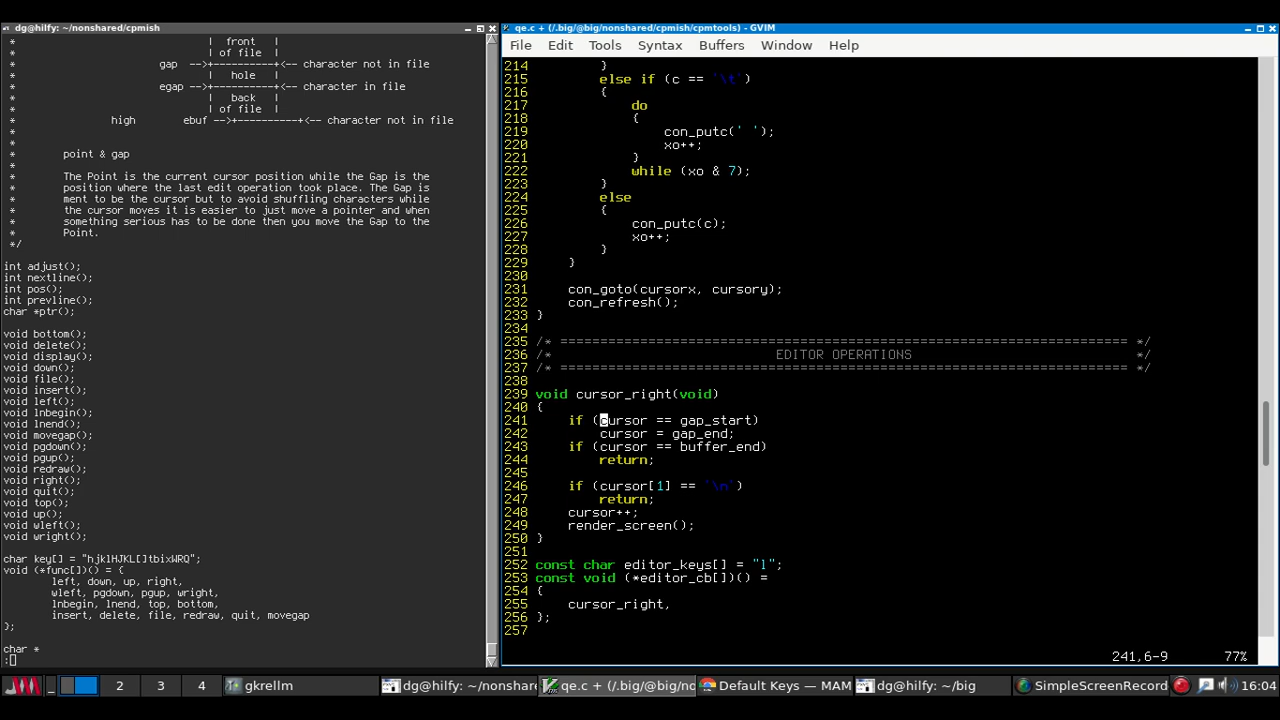 dg@hilfy: ~/nonshared/cpmish
 *                         |  front   |
 *                         | of file  |
 *                  gap -->+----------+<-- character not in file
 *                         |   hole   |
 *                 egap -->+----------+<-- character in file
 *                         |   back   |
 *                         | of file  |
 *            high      ebuf -->+----------+<-- character not in file
 *
 *
 *      point & gap
 *
 *      The Point is the current cursor position while the Gap is the
 *      position where the last edit operation took place. The Gap is
 *      ment to be the cursor but to avoid shuffling characters while
 *      the cursor moves it is easier to just move a pointer and when
 *      something serious has to be done then you move the Gap to the
 *      Point.
 */
int adjust();
int nextline();
int pos();
int prevline();
char *ptr();
void bottom();
void delete();
void display();
void down();
void file();
void insert();
void left();
void lnbegin();
void lnend();
void movegap();
void pgdown();
void pgup();
void redraw();
void right();
void quit();
void top();
void up();
void wleft();
void wright();
char key[] = "hjklHJKL[]tbixWRQ";
void (*func[])() = {
        left, down, up, right,
        wleft, pgdown, pgup, wright,
        lnbegin, lnend, top, bottom,
        insert, delete, file, redraw, quit, movegap
};
char *
:
qe.c + (/.big/@big/nonshared/cpmish/cpmtools) - GVIM
File Edit Tools Syntax Buffers Window Help
214         }
215         else if (c == '\t')
216         {
217             do
218             {
219                 con_putc(' ');
220                 xo++;
221             }
222             while (xo & 7);
223         }
224         else
225         {
226             con_putc(c);
227             xo++;
228         }
229     }
230
231     con_goto(cursorx, cursory);
232     con_refresh();
233 }
234
235 /* ======================================================================= */
236 /*                            EDITOR OPERATIONS                            */
237 /* ======================================================================= */
238
239 void cursor_right(void)
240 {
241     if (cursor == gap_start)
242         cursor = gap_end;
243     if (cursor == buffer_end)
244         return;
245
246     if (cursor[1] == '\n')
247         return;
248     cursor++;
249     render_screen();
250 }
251
252 const char editor_keys[] = "l";
253 const void (*editor_cb[])() =
254 {
255     cursor_right,
256 };
257
241,6-9 77%
2 3 4 gkrellm dg@hilfy: ~/nonshare qe.c + (/.big/@big/no Default Keys — MAM dg@hilfy: ~/big SimpleScreenRecord 16:04